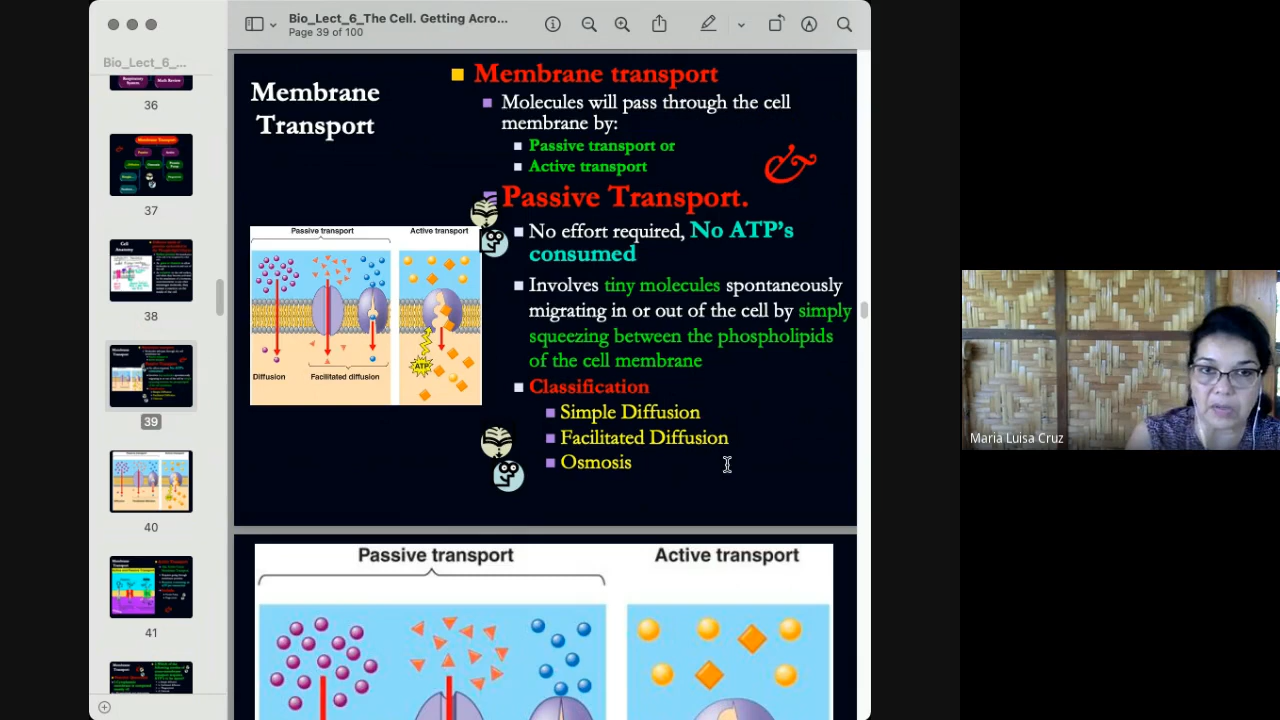 Bio_Lect_6_The Cell. Getting Acro...
Page 39 of 100
Bio_Lect_6_...
36
37
38
39
40
41
Membrane
Transport
Membrane transport
Molecules will pass through the cell
membrane by:
Passive transport or
Active transport
Passive Transport.
No effort required, No ATP's
consumed
Involves tiny molecules spontaneously
migrating in or out of the cell by simply
squeezing between the phospholipids
of the cell membrane
Classification
Simple Diffusion
Facilitated Diffusion
Osmosis
Passive transport
Active transport
ATP
Diffusion
Facilitated diffusion
Passive transport
Active transport
Maria Luisa Cruz